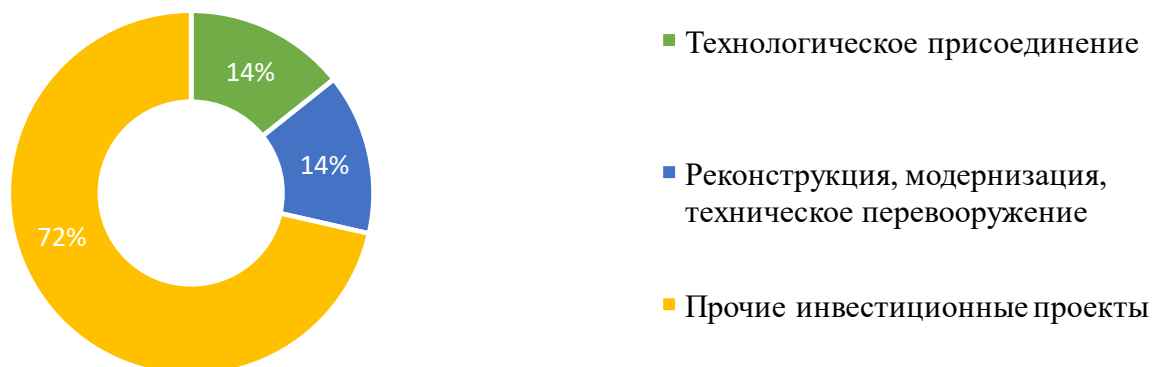 14%
14%
72%
Технологическое присоединение
Реконструкция, модернизация,
техническое перевооружение
Прочие инвестиционные проекты